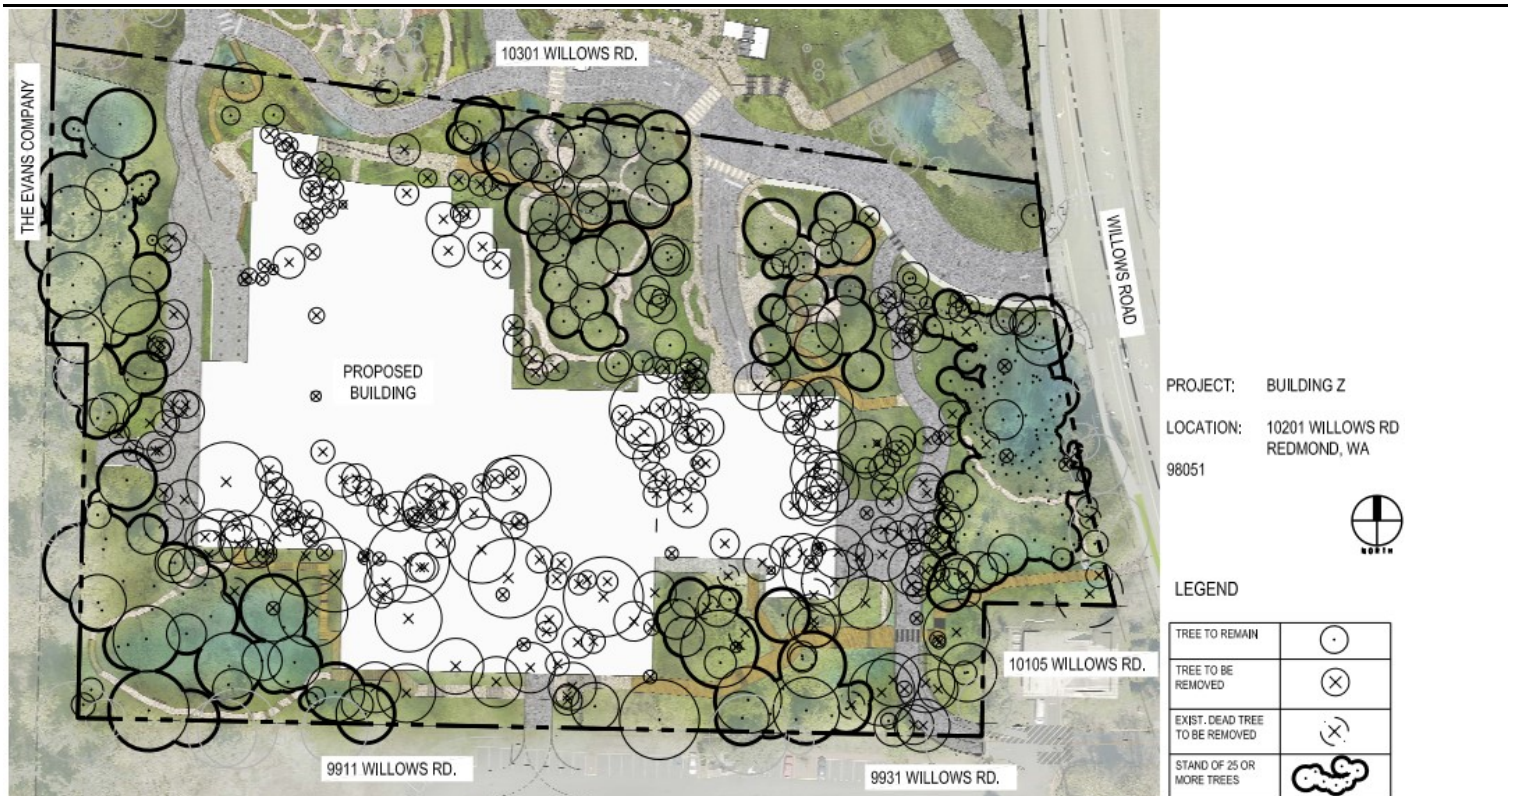 10301 WILLOWS RD.
THE EVANS COMPANY
WILLOWS ROAD
PROPOSED
BUILDING
10105 WILLOWS RD.
9911 WILLOWS RD.
9931 WILLOWS RD.
PROJECT: BUILDING Z
LOCATION: 10201 WILLOWS RD
REDMOND, WA
98051
NORTH
LEGEND
TREE TO REMAIN
TREE TO BE
REMOVED
EXIST. DEAD TREE
TO BE REMOVED
STAND OF 25 OR
MORE TREES